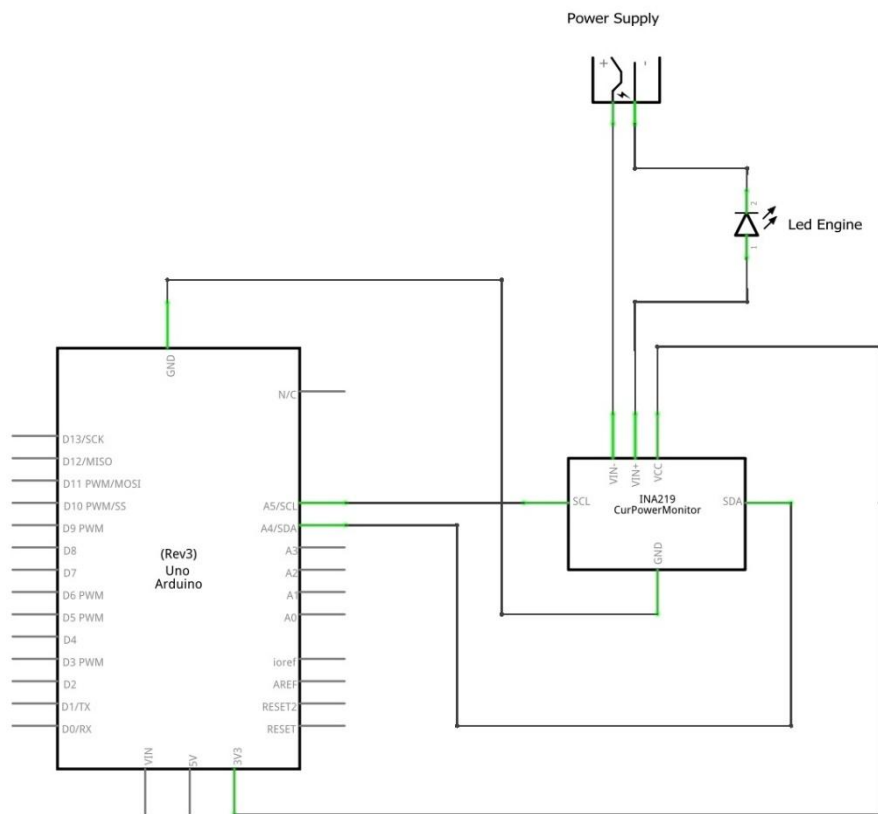 Power Supply
+
-
2
Led Engine
1
GND
N/C
VIN-
VIN+
VCC
D13/SCK
D12/MISO
D11 PWM/MOSI
D10 PWM/SS
D9 PWM
D8
D7
D6 PWM
D5 PWM
D4
D3 PWM
D2
D1/TX
D0/RX
A5/SCL
A4/SDA
A3
A2
A1
A0
ioref
AREF
RESET2
RESET
(Rev3)
Uno
Arduino
SCL
INA219
CurPowerMonitor
SDA
GND
VIN
5V
3V3